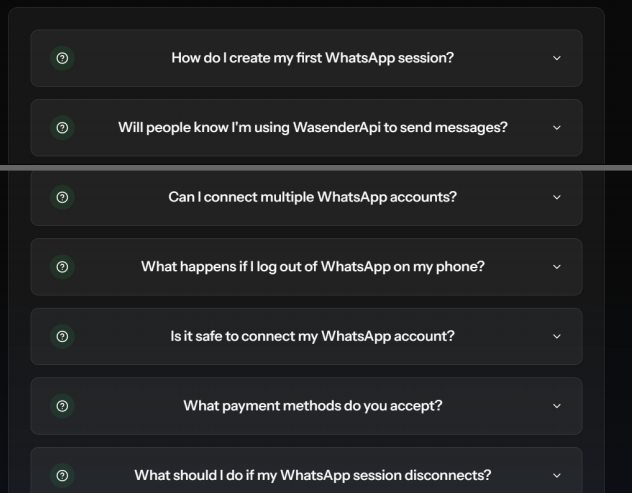 How do I create my first WhatsApp session?
Will people know I'm using WasenderApi to send messages?
Can I connect multiple WhatsApp accounts?
What happens if I log out of WhatsApp on my phone?
Is it safe to connect my WhatsApp account?
What payment methods do you accept?
What should I do if my WhatsApp session disconnects?